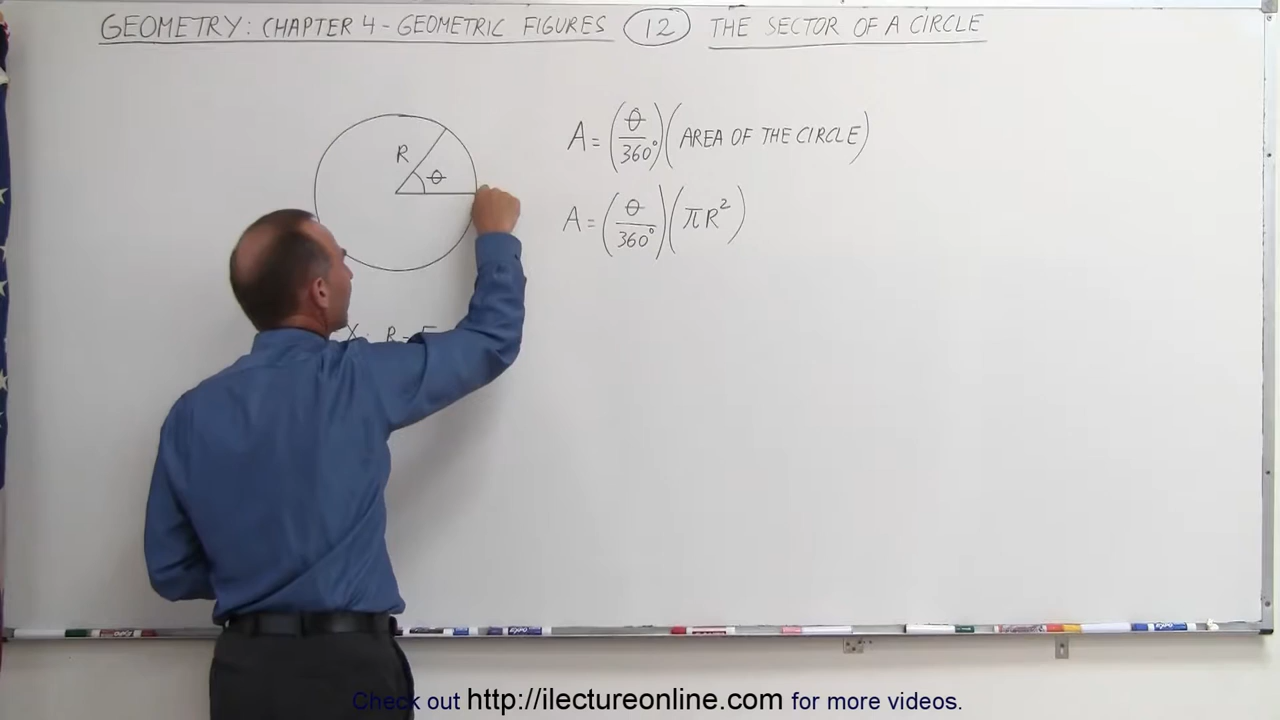 GEOMETRY: CHAPTER 4 - GEOMETRIC FIGURES 12 THE SECTOR OF A CIRCLE
R θ
A = (θ/360°)(AREA OF THE CIRCLE)
A = (θ/360°)(πR²)
X: R =
Check out http://ilectureonline.com for more videos.